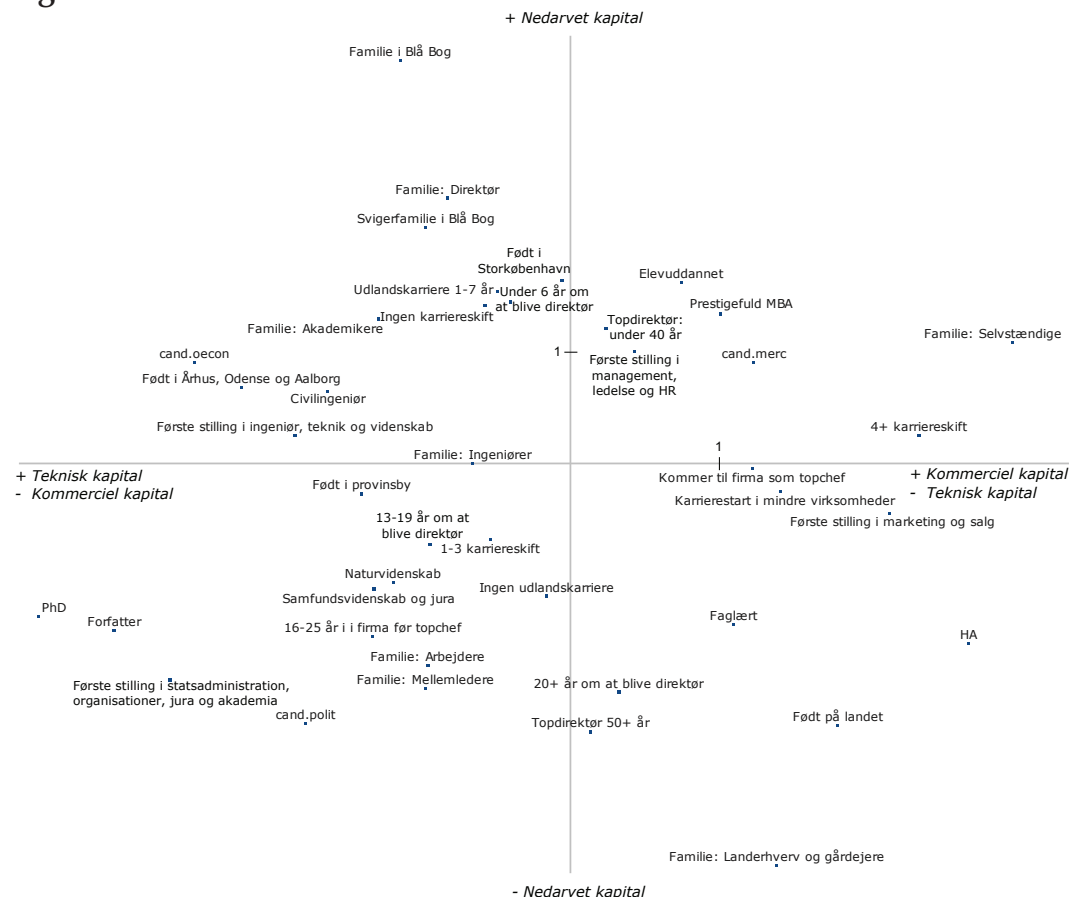 + Nedarvet kapital
Familie i Blå Bog
Familie: Direktør
Svigerfamilie i Blå Bog
Født i
Storkøbenhavn
Elevuddannet
Udlandskarriere 1-7 år
Under 6 år om
at blive direktør
Prestigefuld MBA
Ingen karriereskift
Familie: Akademikere
Topdirektør:
under 40 år
Familie: Selvstændige
cand.oecon
1
Første stilling i
management,
ledelse og HR
cand.merc
Født i Århus, Odense og Aalborg
Civilingeniør
Første stilling i ingeniør, teknik og videnskab
4+ karriereskift
Familie: Ingeniører
1
+ Teknisk kapital
- Kommerciel kapital
+ Kommerciel kapital
- Teknisk kapital
Kommer til firma som topchef
Født i provinsby
Karrierestart i mindre virksomheder
13-19 år om at
blive direktør
Første stilling i marketing og salg
1-3 karriereskift
Naturvidenskab
Ingen udlandskarriere
Samfundsvidenskab og jura
PhD
Forfatter
16-25 år i i firma før topchef
Faglært
HA
Familie: Arbejdere
Familie: Mellemledere
Første stilling i statsadministration,
organisationer, jura og akademia
20+ år om at blive direktør
cand.polit
Topdirektør 50+ år
Født på landet
Familie: Landerhverv og gårdejere
- Nedarvet kapital